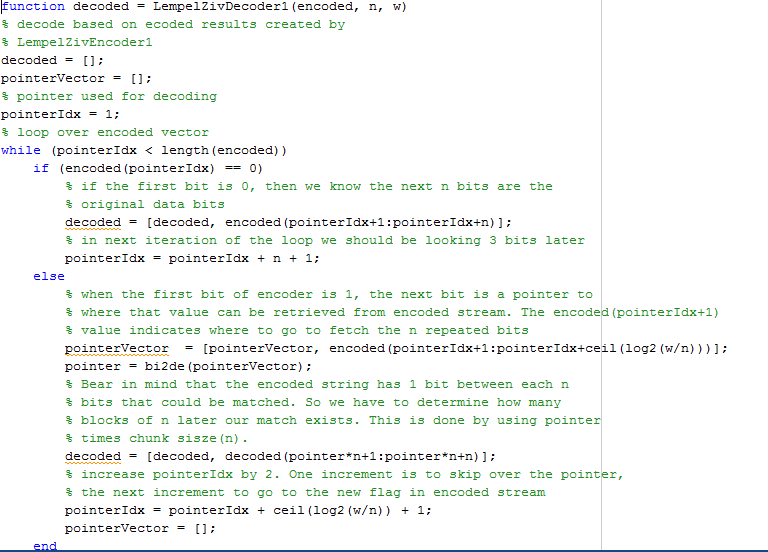 function decoded = LempelZivDecoder1(encoded, n, w)
% decode based on ecoded results created by
% LempelZivEncoder1
decoded = [];
pointerVector = [];
% pointer used for decoding
pointerIdx = 1;
% loop over encoded vector
while (pointerIdx < length(encoded))
if (encoded(pointerIdx) == 0)
% if the first bit is 0, then we know the next n bits are the
% original data bits
decoded = [decoded, encoded(pointerIdx+1:pointerIdx+n)];
% in next iteration of the loop we should be looking 3 bits later
pointerIdx = pointerIdx + n + 1;
else
% when the first bit of encoder is 1, the next bit is a pointer to
% where that value can be retrieved from encoded stream. The encoded(pointerIdx+1)
% value indicates where to go to fetch the n repeated bits
pointerVector  = [pointerVector, encoded(pointerIdx+1:pointerIdx+ceil(log2(w/n)))];
pointer = bi2de(pointerVector);
% Bear in mind that the encoded string has 1 bit between each n
% bits that could be matched. So we have to determine how many
% blocks of n later our match exists. This is done by using pointer
% times chunk sisze(n).
decoded = [decoded, decoded(pointer*n+1:pointer*n+n)];
% increase pointerIdx by 2. One increment is to skip over the pointer,
% the next increment to go to the new flag in encoded stream
pointerIdx = pointerIdx + ceil(log2(w/n)) + 1;
pointerVector = [];
end